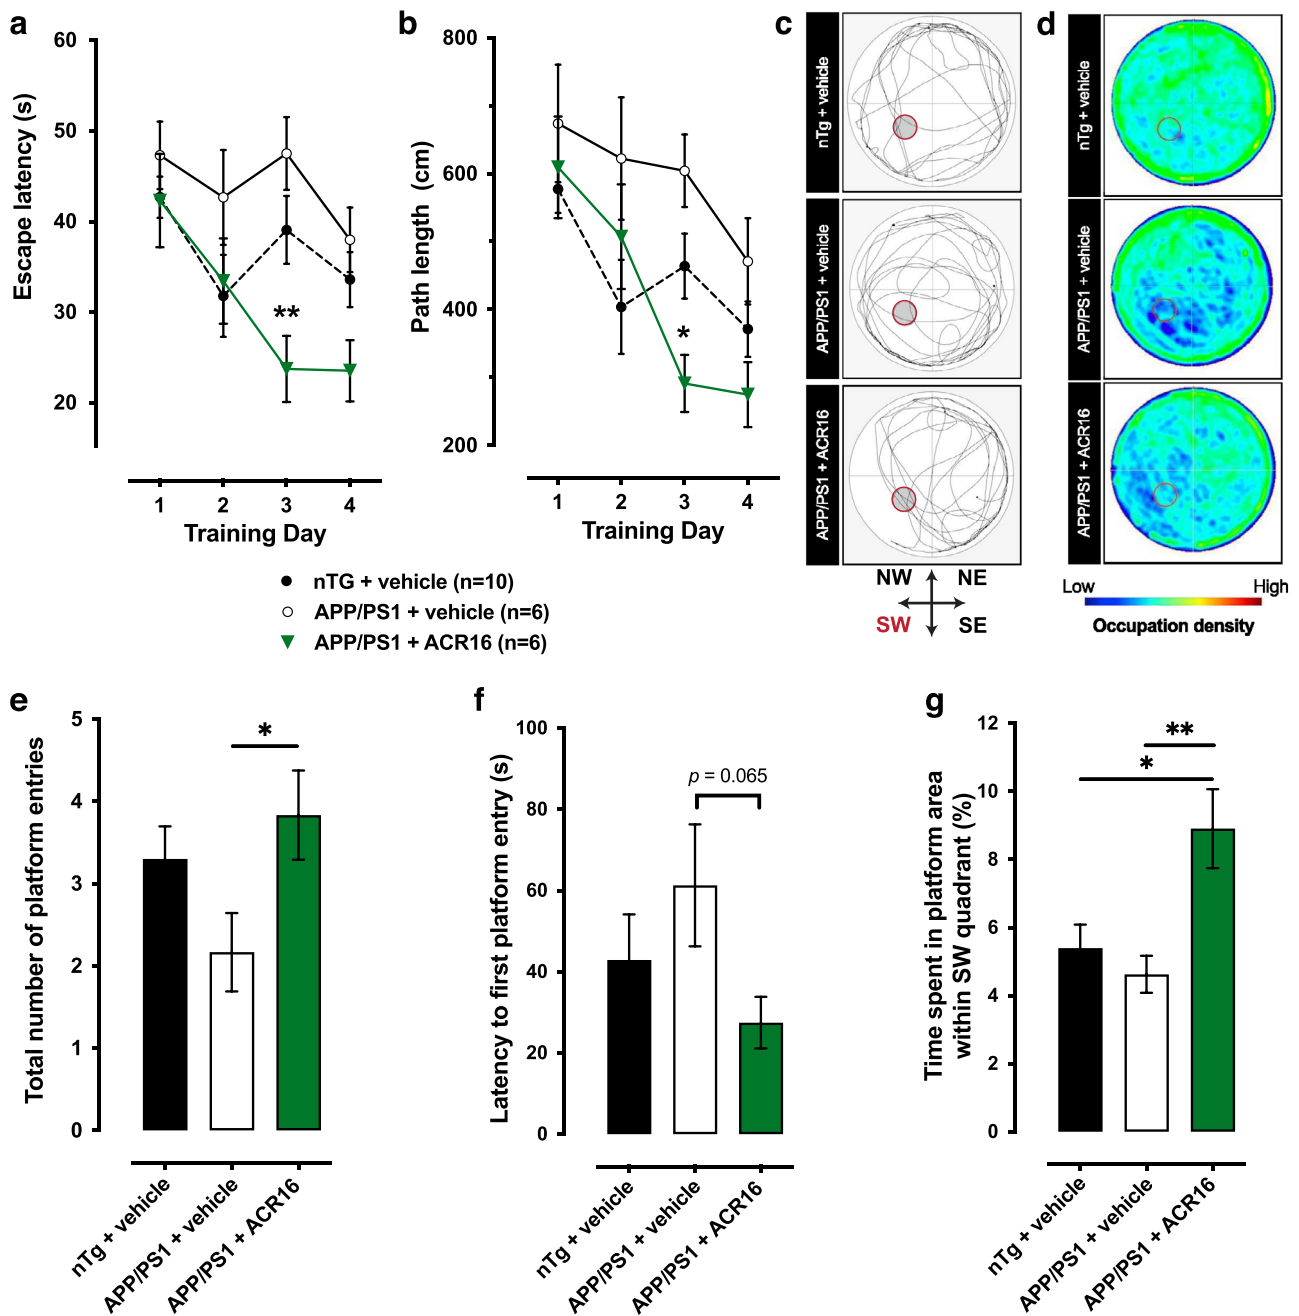 a
60
50
40
30
20
Escape latency (s)
1 2 3 4
Training Day
**
b
800
600
400
200
Path length (cm)
1 2 3 4
Training Day
*
nTG + vehicle (n=10)
APP/PS1 + vehicle (n=6)
APP/PS1 + ACR16 (n=6)
c
nTg + vehicle
APP/PS1 + vehicle
APP/PS1 + ACR16
NW NE
SW SE
d
nTg + vehicle
APP/PS1 + vehicle
APP/PS1 + ACR16
Low High
Occupation density
e
5
4
3
2
1
0
Total number of platform entries
*
nTg + vehicle
APP/PS1 + vehicle
APP/PS1 + ACR16
f
100
80
60
40
20
0
Latency to first platform entry (s)
p = 0.065
nTg + vehicle
APP/PS1 + vehicle
APP/PS1 + ACR16
g
12
10
8
6
4
2
0
Time spent in platform area
within SW quadrant (%)
**
*
nTg + vehicle
APP/PS1 + vehicle
APP/PS1 + ACR16